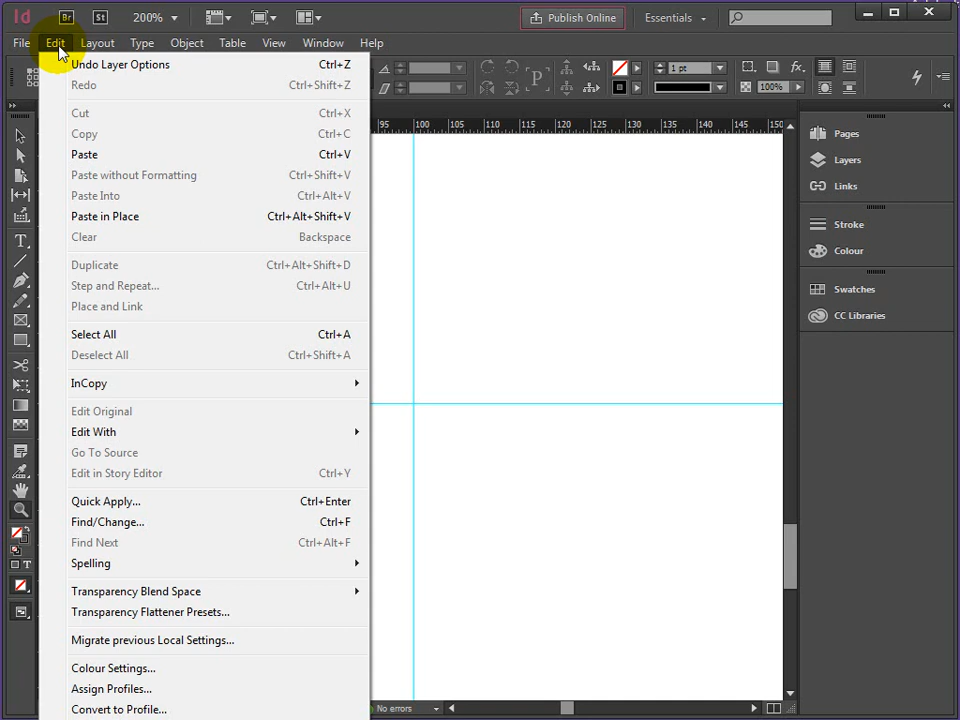 Id Br St 200% Publish Online Essentials
File Edit Layout Type Object Table View Window Help
1 pt
100%
Undo Layer Options Ctrl+Z
Redo Ctrl+Shift+Z
Cut Ctrl+X
Copy Ctrl+C
Paste Ctrl+V
Paste without Formatting Ctrl+Shift+V
Paste Into Ctrl+Alt+V
Paste in Place Ctrl+Alt+Shift+V
Clear Backspace
Duplicate Ctrl+Alt+Shift+D
Step and Repeat... Ctrl+Alt+U
Place and Link
Select All Ctrl+A
Deselect All Ctrl+Shift+A
InCopy
Edit Original
Edit With
Go To Source
Edit in Story Editor Ctrl+Y
Quick Apply... Ctrl+Enter
Find/Change... Ctrl+F
Find Next Ctrl+Alt+F
Spelling
Transparency Blend Space
Transparency Flattener Presets...
Migrate previous Local Settings...
Colour Settings...
Assign Profiles...
Convert to Profile...
95 100 105 110 115 120 125 130 135 140 145 150
Pages
Layers
Links
Stroke
Colour
Swatches
CC Libraries
No errors